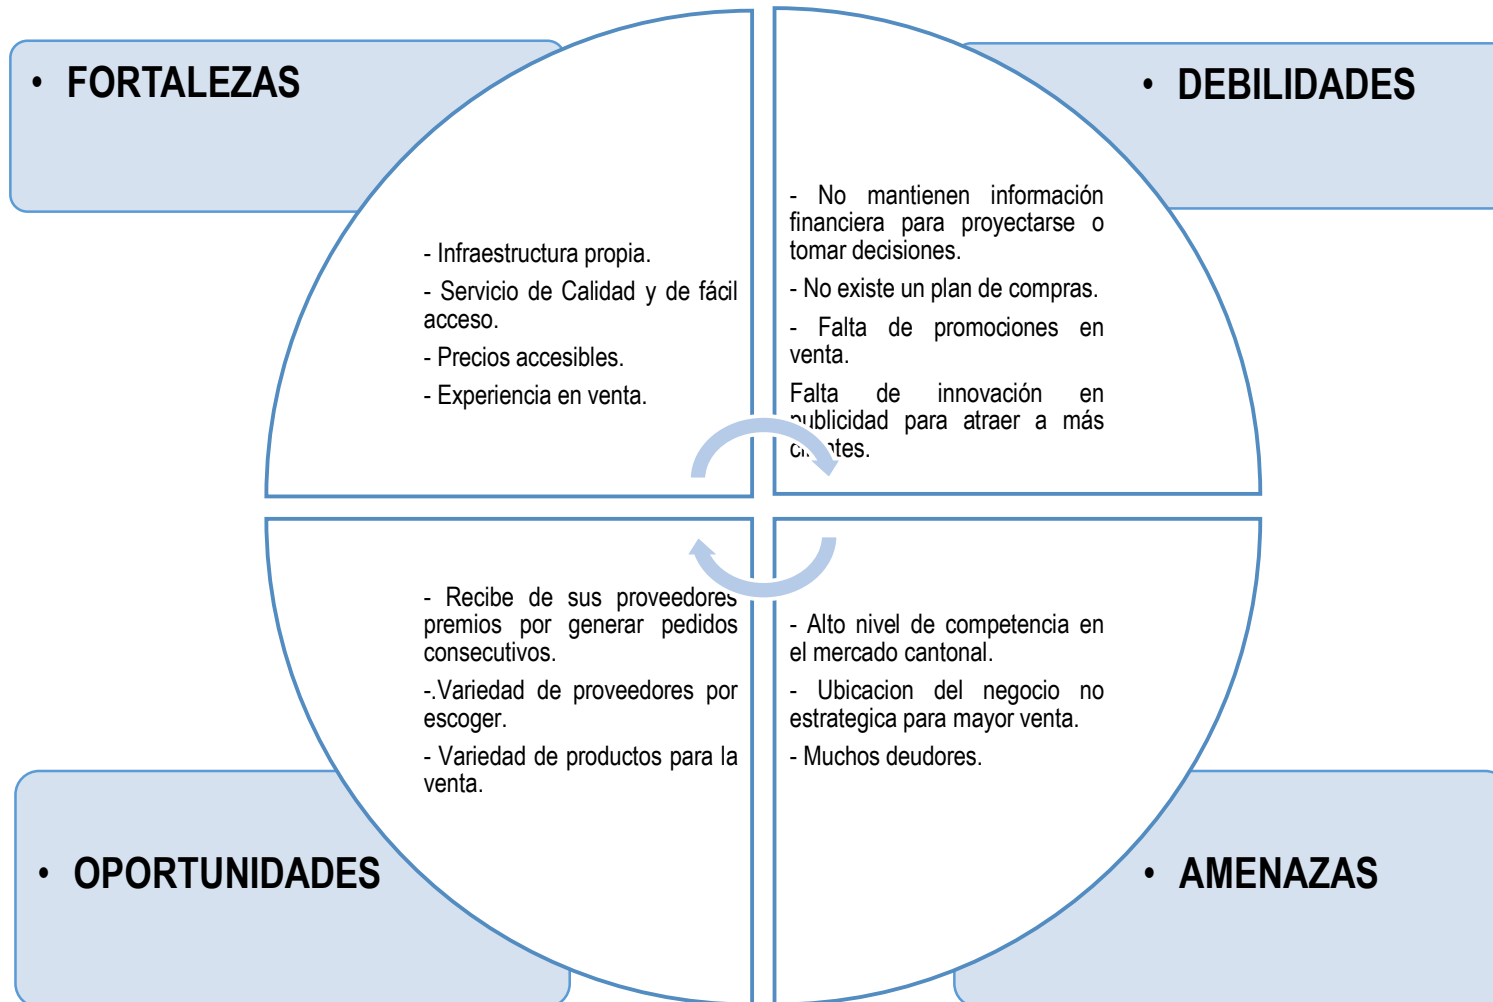 • FORTALEZAS
- Infraestructura propia.
- Servicio de Calidad y de fácil
acceso.
- Precios accesibles.
- Experiencia en venta.
• DEBILIDADES
- No mantienen información
financiera para proyectarse o
tomar decisiones.
- No existe un plan de compras.
- Falta de promociones en
venta.
Falta de innovación en
publicidad para atraer a más
clientes.
- Recibe de sus proveedores
premios por generar pedidos
consecutivos.
-.Variedad de proveedores por
escoger.
- Variedad de productos para la
venta.
• OPORTUNIDADES
- Alto nivel de competencia en
el mercado cantonal.
- Ubicacion del negocio no
estrategica para mayor venta.
- Muchos deudores.
• AMENAZAS